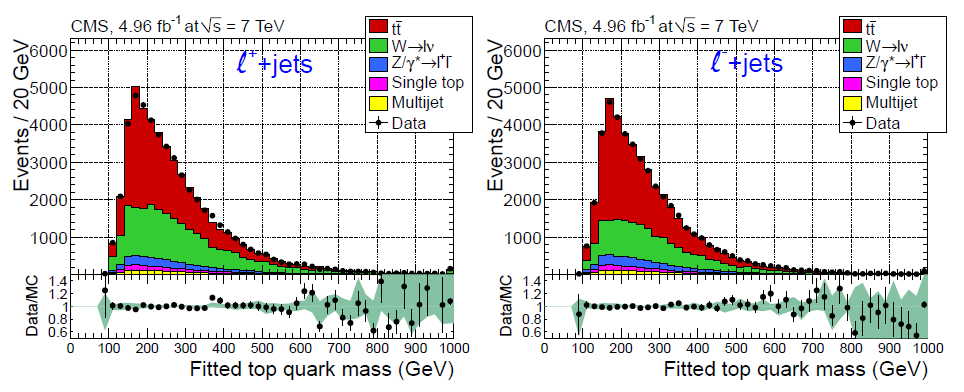 CMS, 4.96 fb⁻¹ at √s = 7 TeV
tt̄
W→lν
Z/γ*→l⁺l⁻
Single top
Multijet
Data
ℓ⁺+jets
Events / 20 GeV
6000
5000
4000
3000
2000
1000
Data/MC
1.4
1.2
1
0.8
0.6
0 100 200 300 400 500 600 700 800 900 1000
Fitted top quark mass (GeV)
CMS, 4.96 fb⁻¹ at √s = 7 TeV
tt̄
W→lν
Z/γ*→l⁺l⁻
Single top
Multijet
Data
ℓ⁻+jets
Events / 20 GeV
6000
5000
4000
3000
2000
1000
Data/MC
1.4
1.2
1
0.8
0.6
0 100 200 300 400 500 600 700 800 900 1000
Fitted top quark mass (GeV)